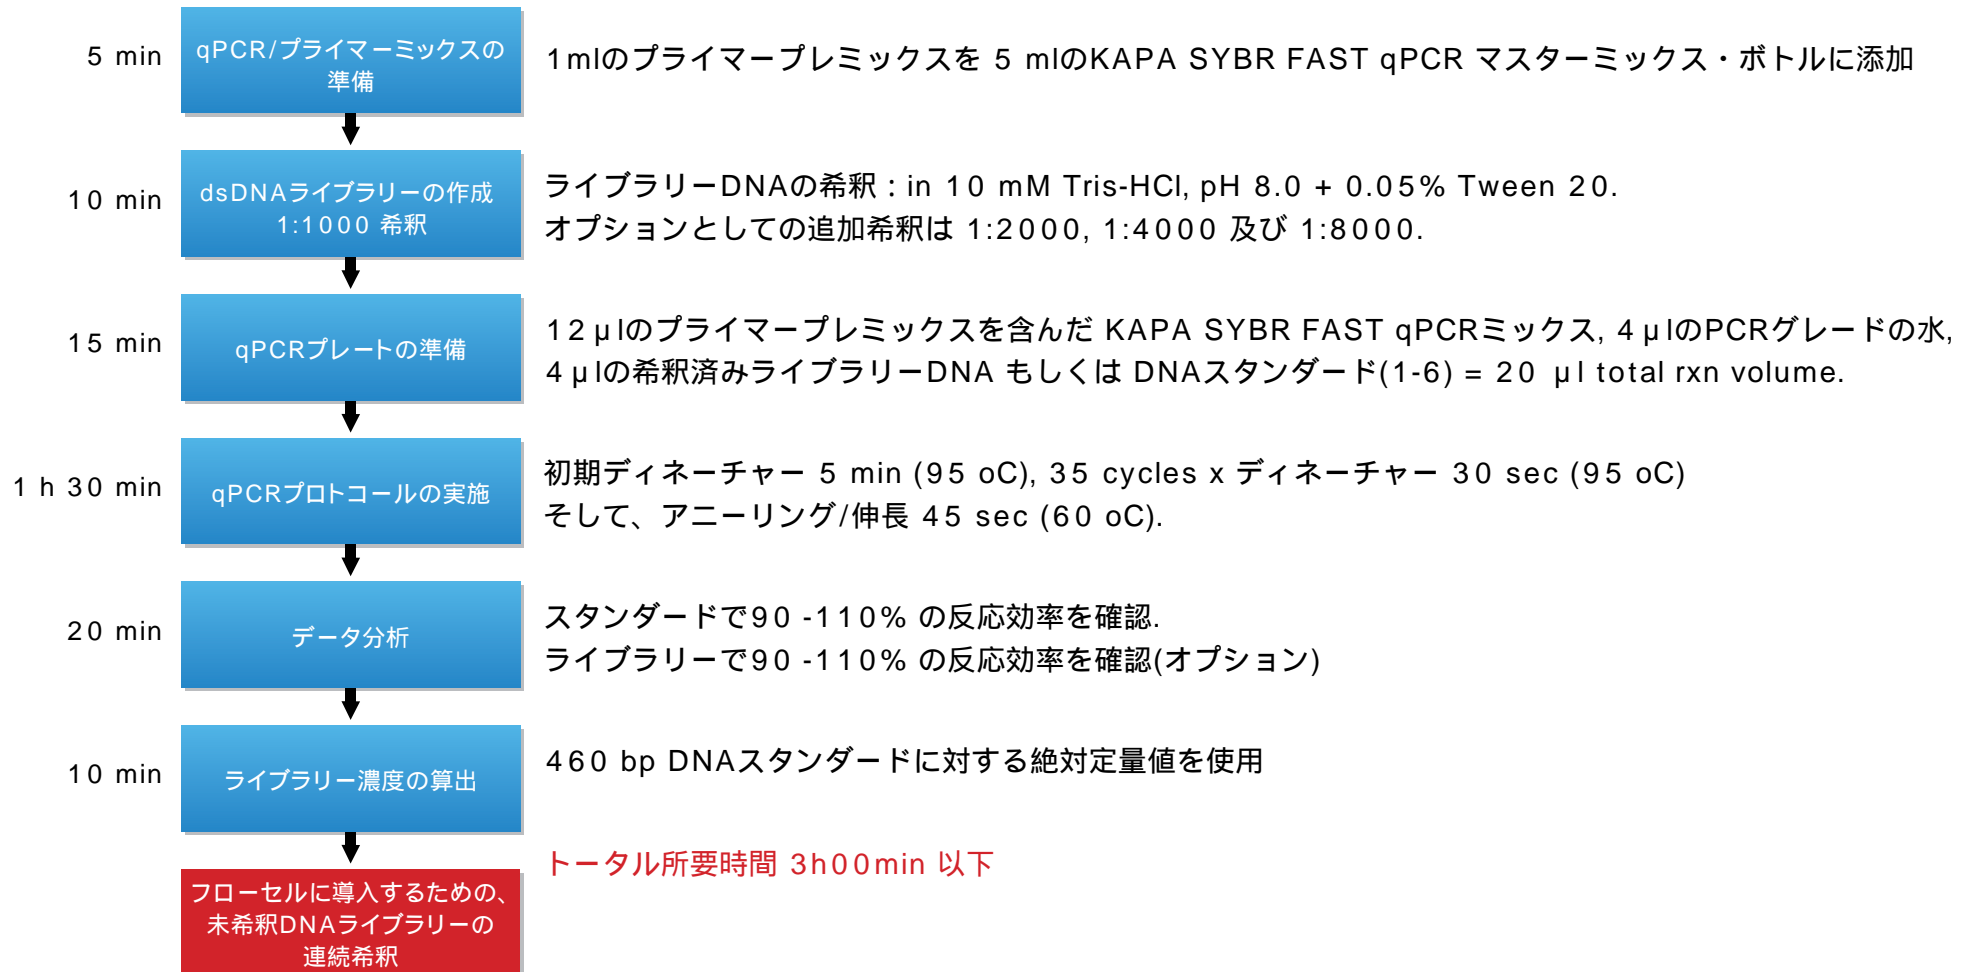 5 min
qPCR/プライマーミックスの
準備
1mlのプライマープレミックスを 5 mlのKAPA SYBR FAST qPCR マスターミックス・ボトルに添加
10 min
dsDNAライブラリーの作成
1:1000 希釈
ライブラリーDNAの希釈 : in 10 mM Tris-HCl, pH 8.0 + 0.05% Tween 20.
オプションとしての追加希釈は 1:2000, 1:4000 及び 1:8000.
15 min
qPCRプレートの準備
12µlのプライマープレミックスを含んだ KAPA SYBR FAST qPCRミックス, 4µlのPCRグレードの水,
4µlの希釈済みライブラリーDNA もしくは DNAスタンダード(1-6) = 20 µl total rxn volume.
1 h 30 min
qPCRプロトコールの実施
初期ディネーチャー 5 min (95 oC), 35 cycles x ディネーチャー 30 sec (95 oC)
そして、アニーリング/伸長 45 sec (60 oC).
20 min
データ分析
スタンダードで90 -110% の反応効率を確認.
ライブラリーで90 -110% の反応効率を確認(オプション)
10 min
ライブラリー濃度の算出
460 bp DNAスタンダードに対する絶対定量値を使用
トータル所要時間 3h00min 以下
フローセルに導入するための、
未希釈DNAライブラリーの
連続希釈